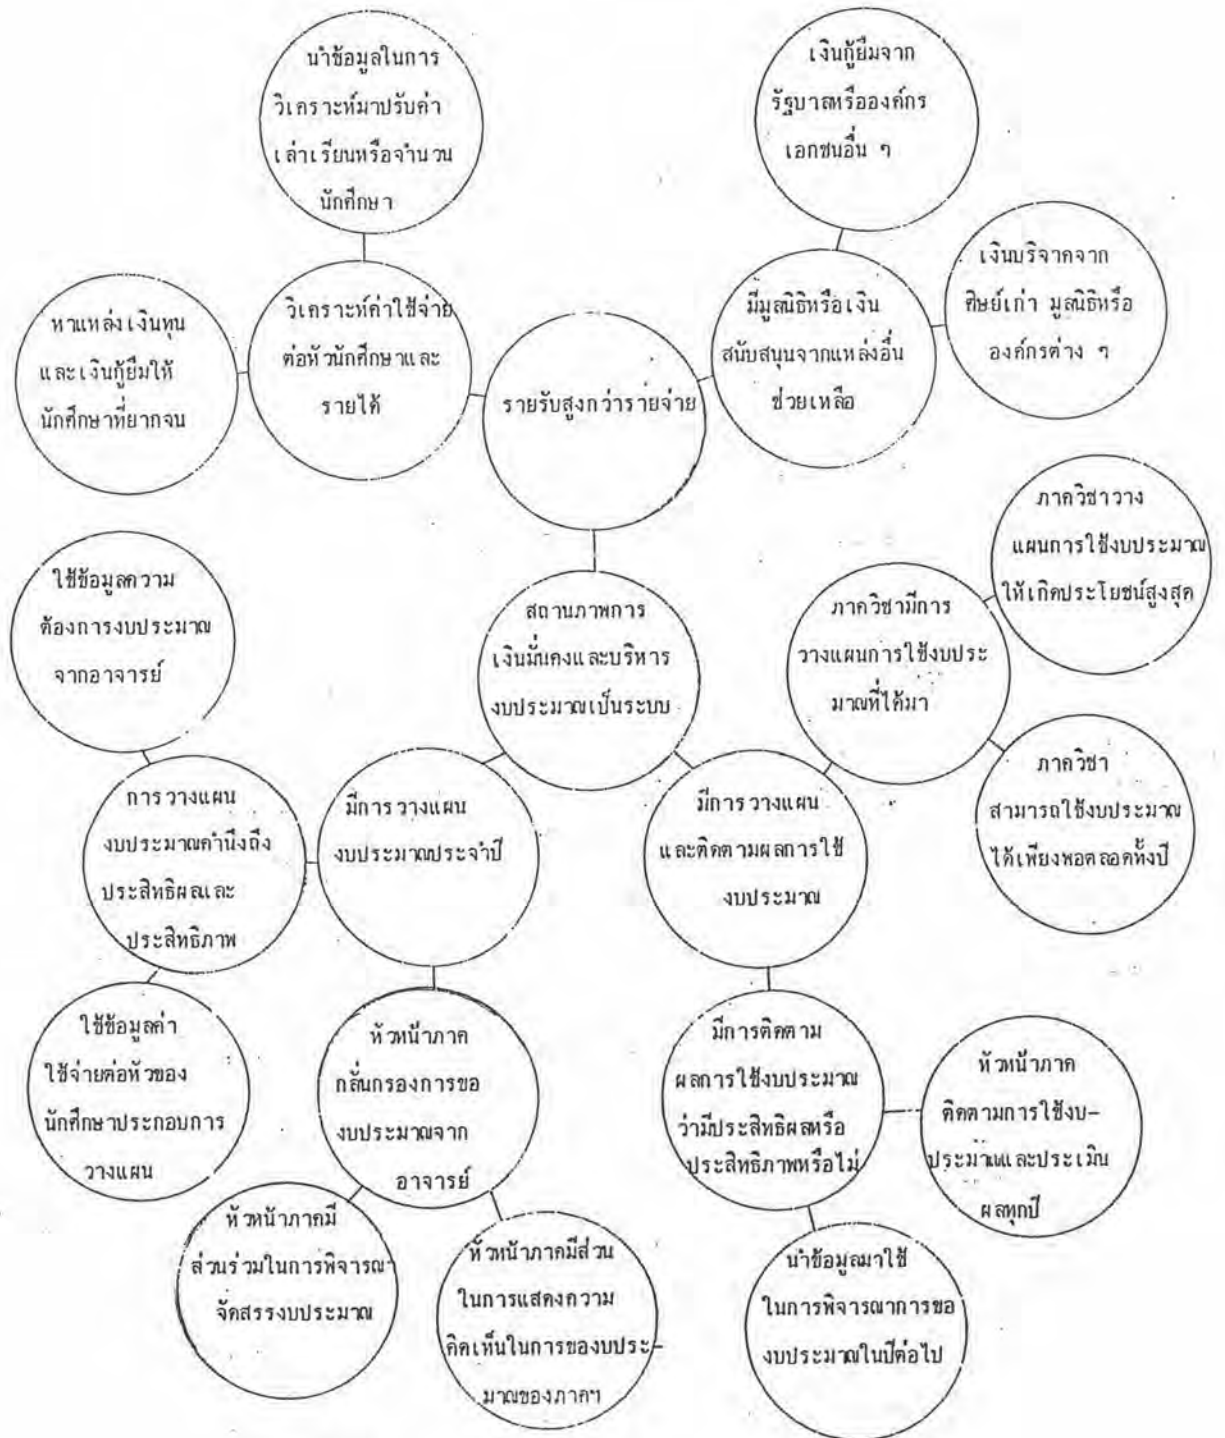 นำข้อมูลในการ
วิเคราะห์มาปรับค่า
เล่าเรียนหรือจำนวน
นักศึกษา
เงินกู้ยืมจาก
รัฐบาลหรือองค์กร
เอกชนอื่น ๆ
หาแหล่งเงินทุน
และเงินกู้ยืมให้
นักศึกษาที่ยากจน
วิเคราะห์ค่าใช้จ่าย
ต่อหัวนักศึกษาและ
รายได้
รายรับสูงกว่ารายจ่าย
มีมูลนิธิหรือเงิน
สนับสนุนจากแหล่งอื่น
ช่วยเหลือ
เงินบริจาคจาก
ศิษย์เก่า มูลนิธิหรือ
องค์กรต่าง ๆ
ใช้ข้อมูลความ
ต้องการงบประมาณ
จากอาจารย์
สถานภาพการ
เงินมั่นคงและบริหาร
งบประมาณเป็นระบบ
ภาควิชามีการ
วางแผนการใช้งบประ
มาณที่ได้มา
ภาควิชาวาง
แผนการใช้งบประมาณ
ให้เกิดประโยชน์สูงสุด
การวางแผน
งบประมาณคำนึงถึง
ประสิทธิผลและ
ประสิทธิภาพ
มีการวางแผน
งบประมาณประจำปี
มีการวางแผน
และติดตามผลการใช้
งบประมาณ
ภาควิชา
สามารถใช้งบประมาณ
ได้เพียงพอตลอดทั้งปี
ใช้ข้อมูลค่า
ใช้จ่ายต่อหัวของ
นักศึกษาประกอบการ
วางแผน
หัวหน้าภาค
กลั่นกรองการขอ
งบประมาณจาก
อาจารย์
มีการติดตาม
ผลการใช้งบประมาณ
ว่ามีประสิทธิผลหรือ
ประสิทธิภาพหรือไม่
หัวหน้าภาค
ติดตามการใช้งบ-
ประมาณและประเมิน
ผลทุกปี
หัวหน้าภาคมี
ส่วนร่วมในการพิจารณา
จัดสรรงบประมาณ
หัวหน้าภาคมีส่วน
ในการแสดงความ
คิดเห็นในการของบประ-
มาณของภาคฯ
นำข้อมูลมาใช้
ในการพิจารณาการขอ
งบประมาณในปีต่อไป